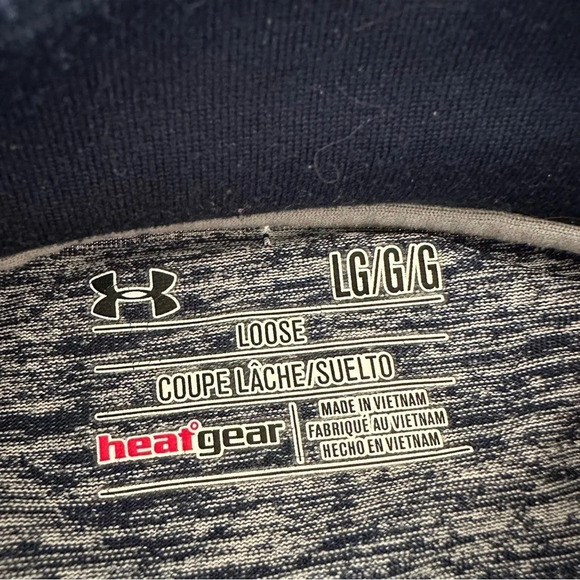 LG/G/G
LOOSE
COUPE LÂCHE/SUELTO
heatgear
MADE IN VIETNAM
FABRIQUÉ AU VIETNAM
HECHO EN VIETNAM